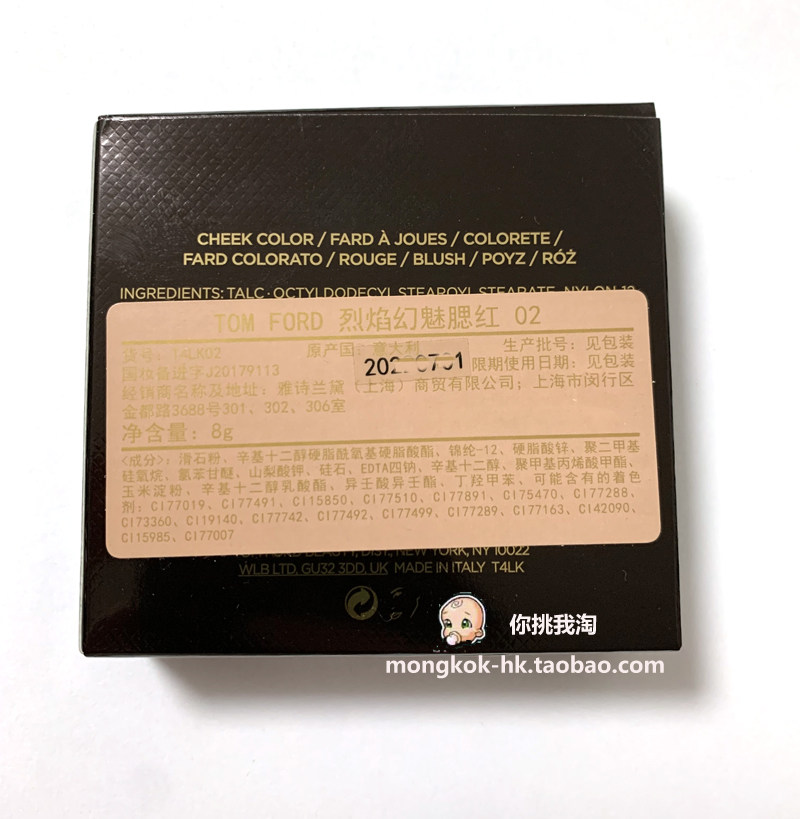 CHEEK COLOR / FARD À JOUES / COLORETE /
FARD COLORATO / ROUGE / BLUSH / POYZ / RÓŻ
INGREDIENTS: TALC · OCTYLDODECYL STEAROYL STEARATE · NYLON-12
TOM FORD 烈焰幻魅腮红 02
货号: T4LK02 原产国: 意大利 生产批号: 见包装
国妆备进字J20179113 限期使用日期: 见包装
经销商名称及地址: 雅诗兰黛（上海）商贸有限公司; 上海市闵行区
金都路3688号301、302、306室
净含量: 8g
<成分>: 滑石粉、辛基十二醇硬脂酰氧基硬脂酸酯、锦纶-12、硬脂酸锌、聚二甲基
硅氧烷、氯苯甘醚、山梨酸钾、硅石、EDTA四钠、辛基十二醇、聚甲基丙烯酸甲酯、
玉米淀粉、辛基十二醇乳酸酯、异壬酸异壬酯、丁羟甲苯、可能含有的着色
剂: CI77019、CI77491、CI15850、CI77510、CI77891、CI75470、CI77288、
CI73360、CI19140、CI77742、CI77492、CI77499、CI77289、CI77163、CI42090、
CI15985、CI77007
NEW YORK, NY 10022
WLB LTD, GU32 3DD, UK MADE IN ITALY T4LK
你挑我淘
mongkok-hk.taobao.com